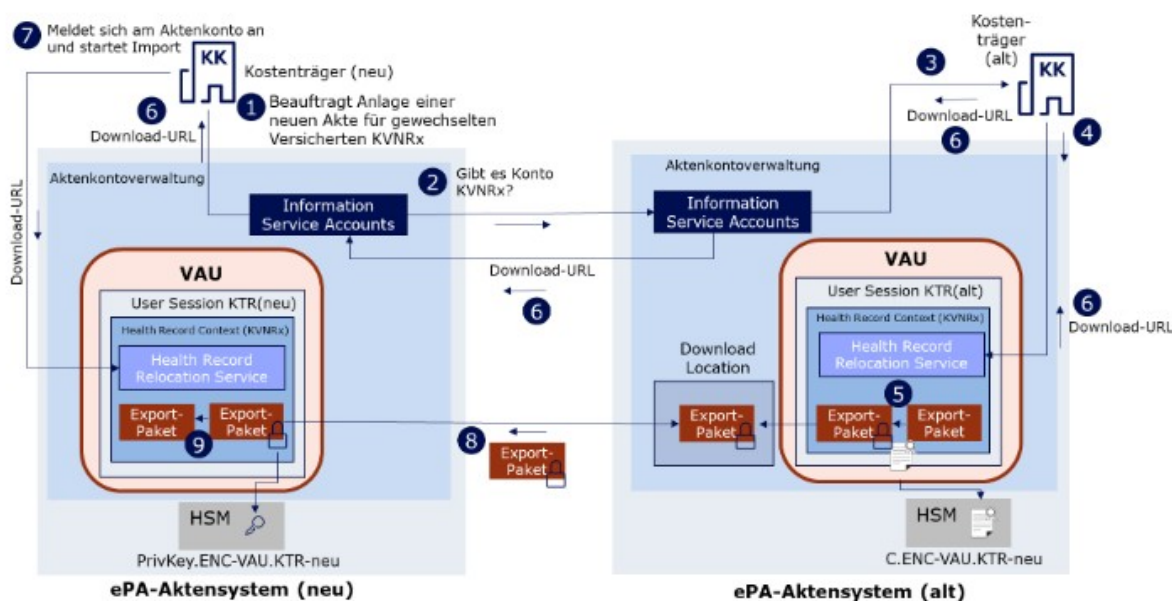 7
Meldet sich am Aktenkonto an
und startet Import
KK
Kostenträger (neu)
6
Download-URL
1
Beauftragt Anlage einer
neuen Akte für gewechselten
Versicherten KVNRx
Kosten-
träger
(alt)
3
KK
6
Download-URL
4
Aktenkontoverwaltung
2
Gibt es Konto
KVNRx?
Aktenkontoverwaltung
Information
Service Accounts
Information
Service Accounts
Download-URL
Download-URL
6
VAU
User Session KTR(neu)
Health Record Context (KVNRx)
Health Record
Relocation Service
Export-
Paket
Export-
Paket
9
8
Export-
Paket
Download
Location
Export-
Paket
VAU
User Session KTR(alt)
Health Record Context (KVNRx)
Health Record
Relocation Service
5
Export-
Paket
Export-
Paket
6
Download-URL
HSM
PrivKey.ENC-VAU.KTR-neu
HSM
C.ENC-VAU.KTR-neu
ePA-Aktensystem (neu)
ePA-Aktensystem (alt)